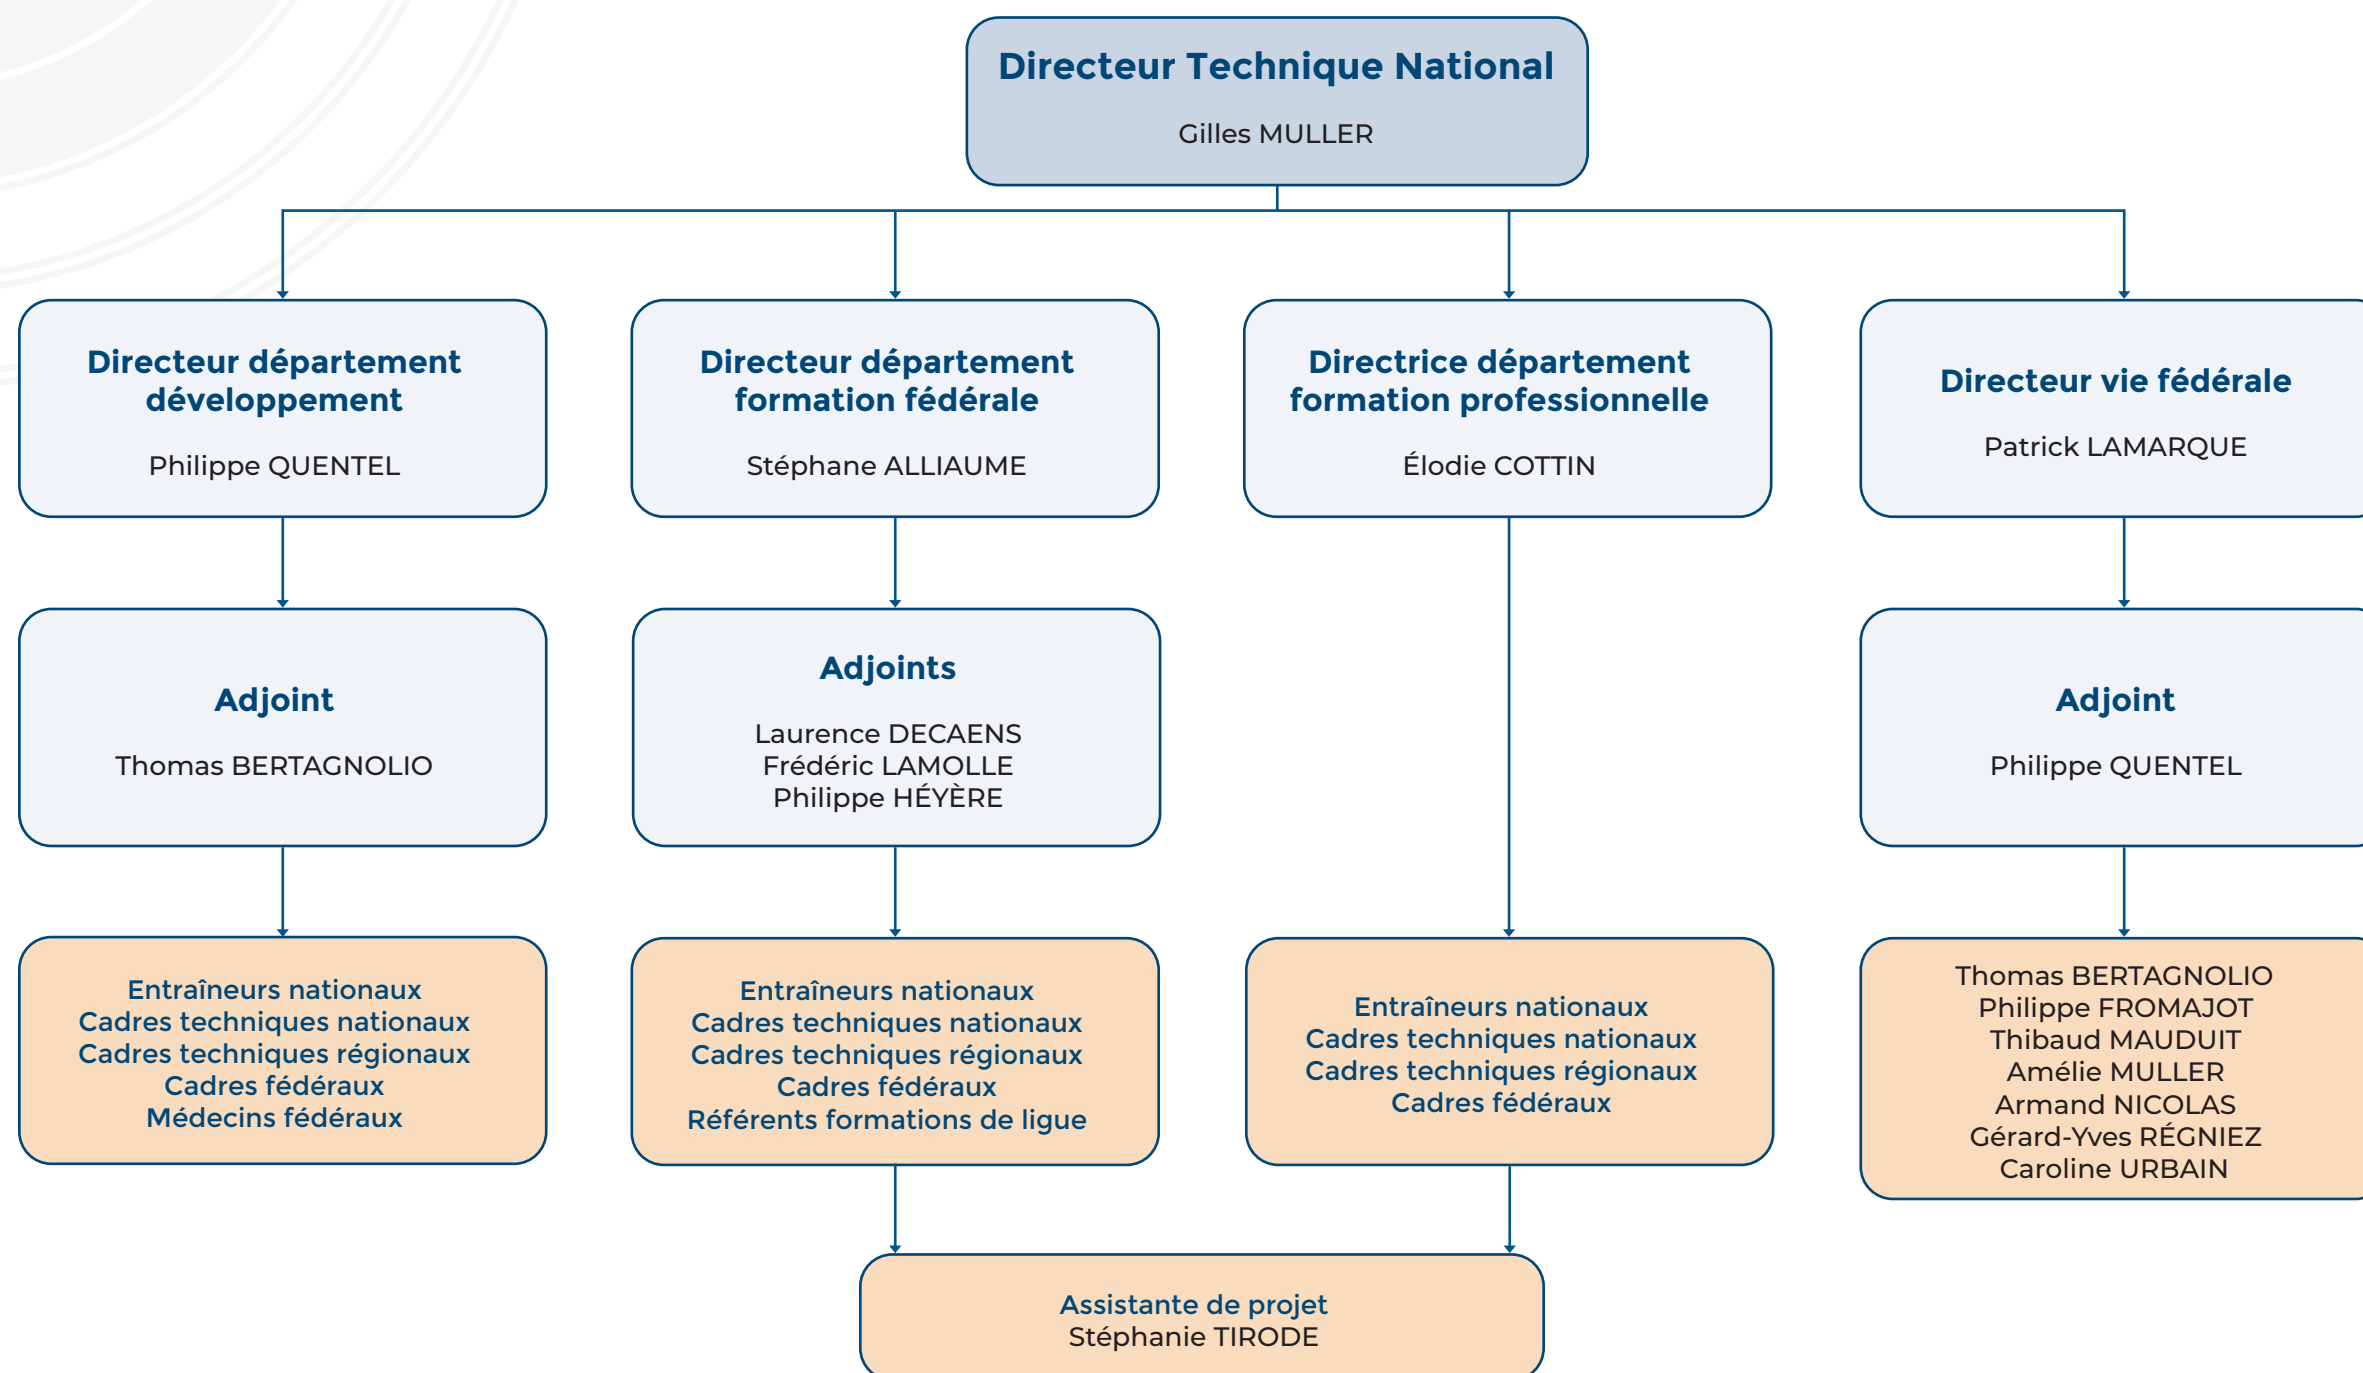 Directeur Technique National
Gilles MULLER
Directeur département
développement
Philippe QUENTEL
Directeur département
formation fédérale
Stéphane ALLIAUME
Directrice département
formation professionnelle
Élodie COTTIN
Directeur vie fédérale
Patrick LAMARQUE
Adjoint
Thomas BERTAGNOLIO
Adjoints
Laurence DECAENS
Frédéric LAMOLLE
Philippe HÉYÈRE
Adjoint
Philippe QUENTEL
Entraîneurs nationaux
Cadres techniques nationaux
Cadres techniques régionaux
Cadres fédéraux
Médecins fédéraux
Entraîneurs nationaux
Cadres techniques nationaux
Cadres techniques régionaux
Cadres fédéraux
Référents formations de ligue
Entraîneurs nationaux
Cadres techniques nationaux
Cadres techniques régionaux
Cadres fédéraux
Thomas BERTAGNOLIO
Philippe FROMAJOT
Thibaud MAUDUIT
Amélie MULLER
Armand NICOLAS
Gérard-Yves RÉGNIEZ
Caroline URBAIN
Assistante de projet
Stéphanie TIRODE